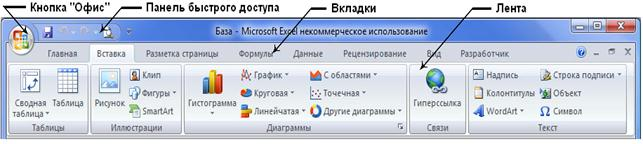 Кнопка "Офис" Панель быстрого доступа Вкладки Лента
База - Microsoft Excel некоммерческое использование
Главная Вставка Разметка страницы Формулы Данные Рецензирование Вид Разработчик
Сводная таблица Таблица
Таблицы
Рисунок Клип
Фигуры
SmartArt
Иллюстрации
Гистограмма График С областями
Круговая Точечная
Линейчатая Другие диаграммы
Диаграммы
Гиперссылка
Связи
Надпись Строка подписи
Колонтитулы Объект
WordArt Символ
Текст